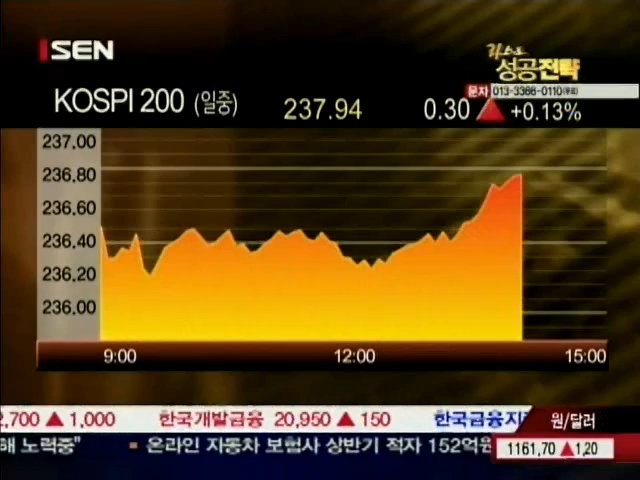 SEN
성공전략
문자 013-3366-0110
KOSPI 200 (일중) 237.94 0.30 ▲ +0.13%
237.00
236.80
236.60
236.40
236.20
236.00
9:00 12:00 15:00
2,700 ▲ 1,000 한국개발금융 20,950 ▲ 150 한국금융지 원/달러
해 노력중" ▪ 온라인 자동차 보험사 상반기 적자 152억원 1161.70 ▲ 1.20